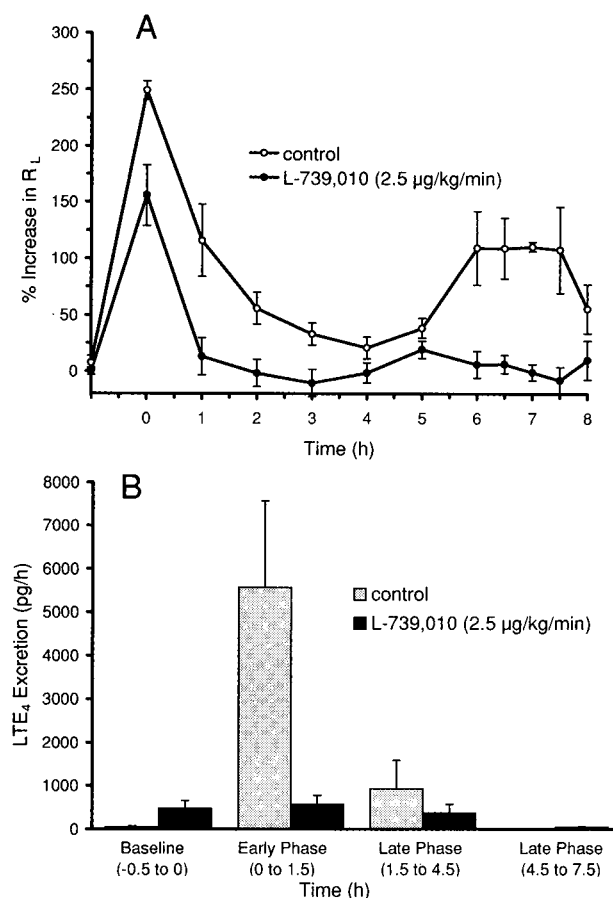 A
300
250
200
150
100
50
0
% Increase in R_L
control
L-739,010 (2.5 µg/kg/min)
0 1 2 3 4 5 6 7 8
Time (h)
B
8000
7000
6000
5000
4000
3000
2000
1000
0
LTE₄ Excretion (pg/h)
control
L-739,010 (2.5 µg/kg/min)
Baseline Early Phase Late Phase Late Phase
(-0.5 to 0) (0 to 1.5) (1.5 to 4.5) (4.5 to 7.5)
Time (h)